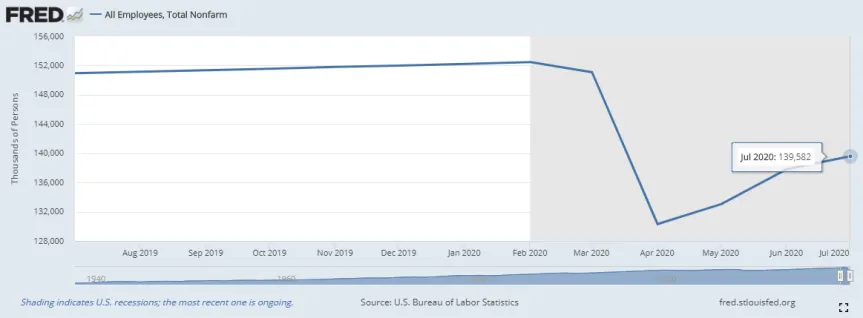 FRED
All Employees, Total Nonfarm
Thousands of Persons
156,000
152,000
148,000
144,000
140,000
136,000
132,000
128,000
Jul 2020: 139,582
Aug 2019 Sep 2019 Oct 2019 Nov 2019 Dec 2019 Jan 2020 Feb 2020 Mar 2020 Apr 2020 May 2020 Jun 2020 Jul 2020
1940 1960
Shading indicates U.S. recessions; the most recent one is ongoing.
Source: U.S. Bureau of Labor Statistics
fred.stlouisfed.org